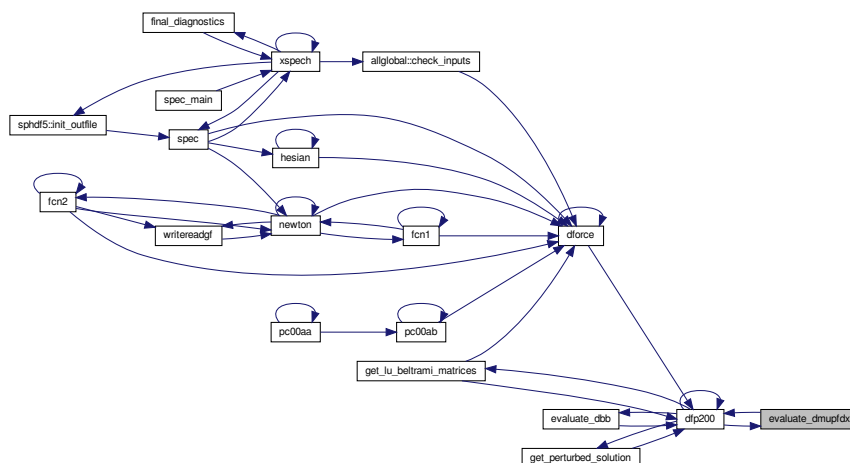 final_diagnostics
xspech
allglobal::check_inputs
spec_main
sphdf5::init_outfile
spec
hesian
fcn2
newton
writereadgf
fcn1
dforce
pc00aa
pc00ab
get_lu_beltrami_matrices
evaluate_dbb
dfp200
evaluate_dmupfdx
get_perturbed_solution